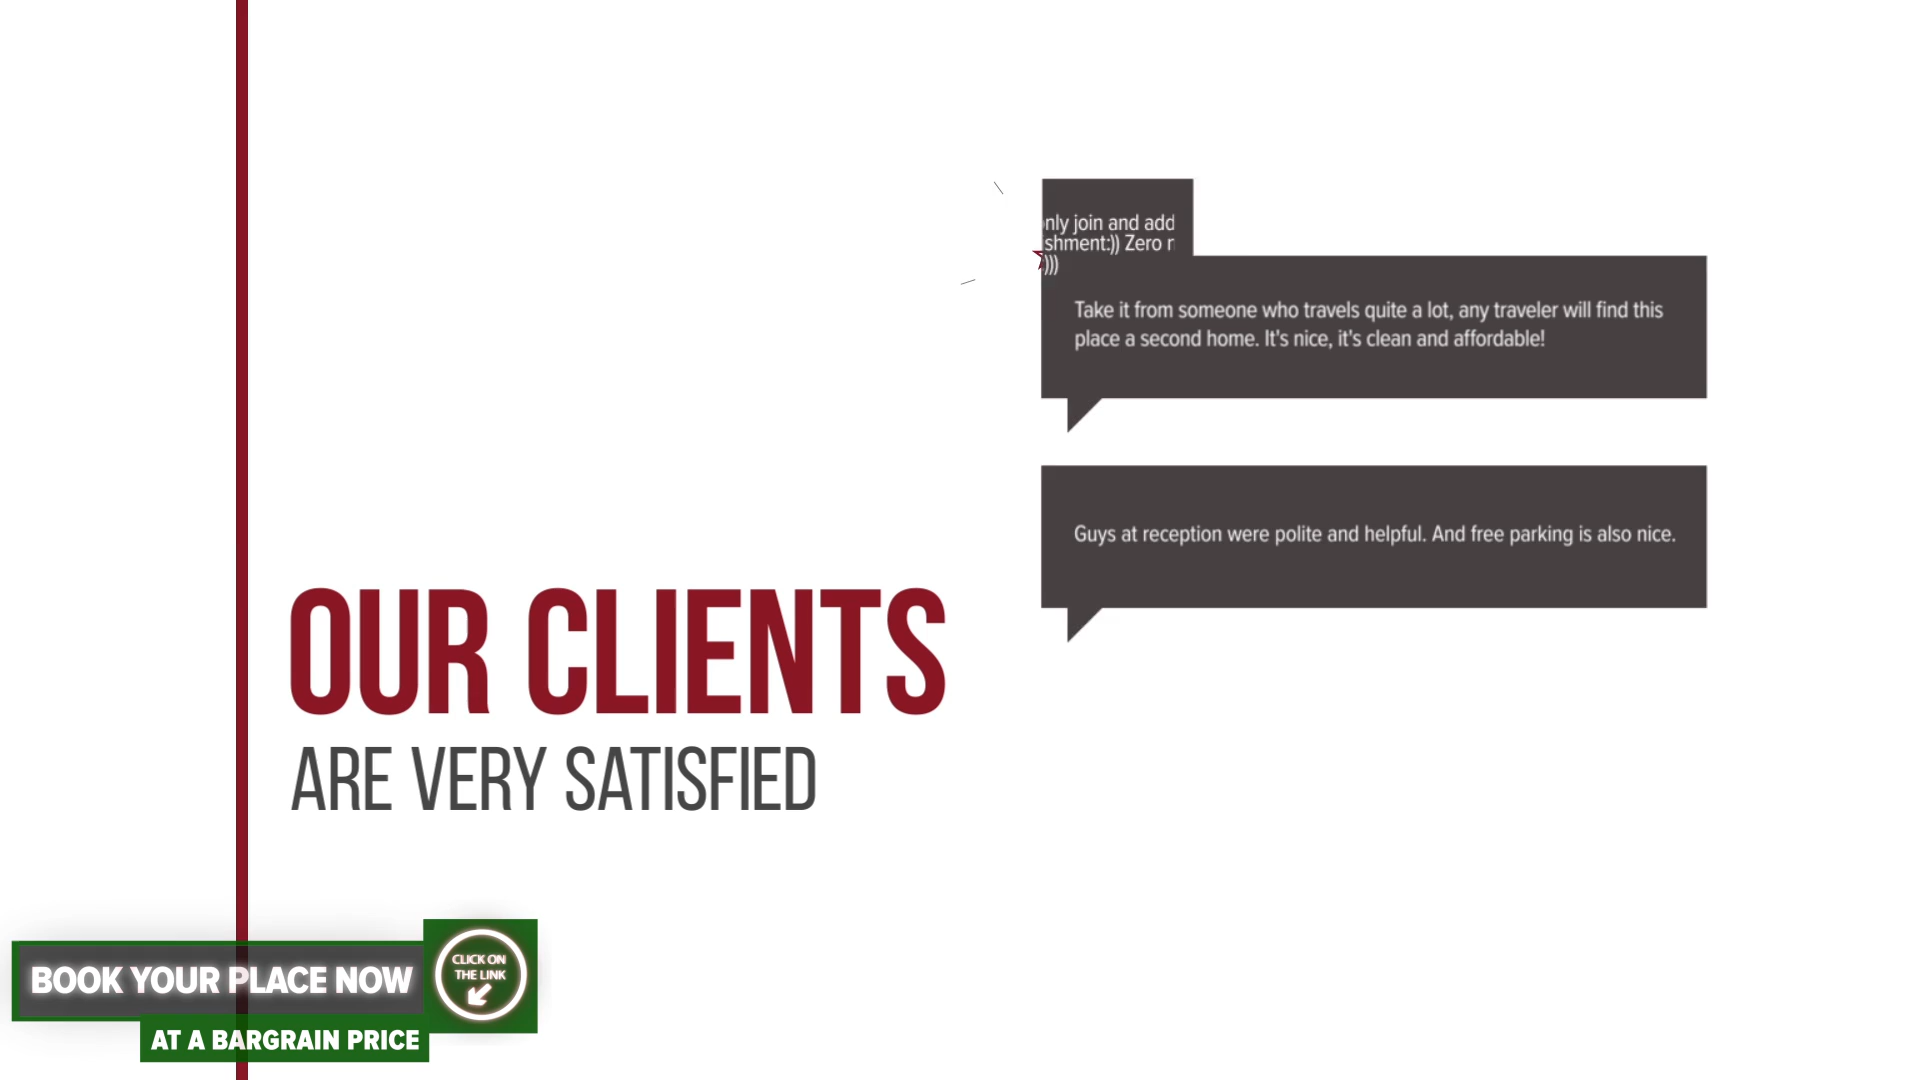 join and add
Zero
:)))
Take it from someone who travels quite a lot, any traveler will find this
place a second home. It's nice, it's clean and affordable!
Guys at reception were polite and helpful. And free parking is also nice.
OUR CLIENTS
ARE VERY SATISFIED
BOOK YOUR PLACE NOW
CLICK ON
THE LINK
AT A BARGRAIN PRICE